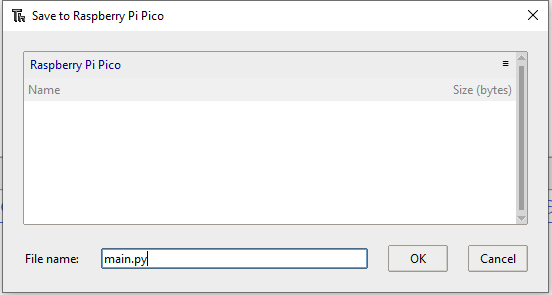 Save to Raspberry Pi Pico
Raspberry Pi Pico
Name Size (bytes)
File name: main.py OK Cancel